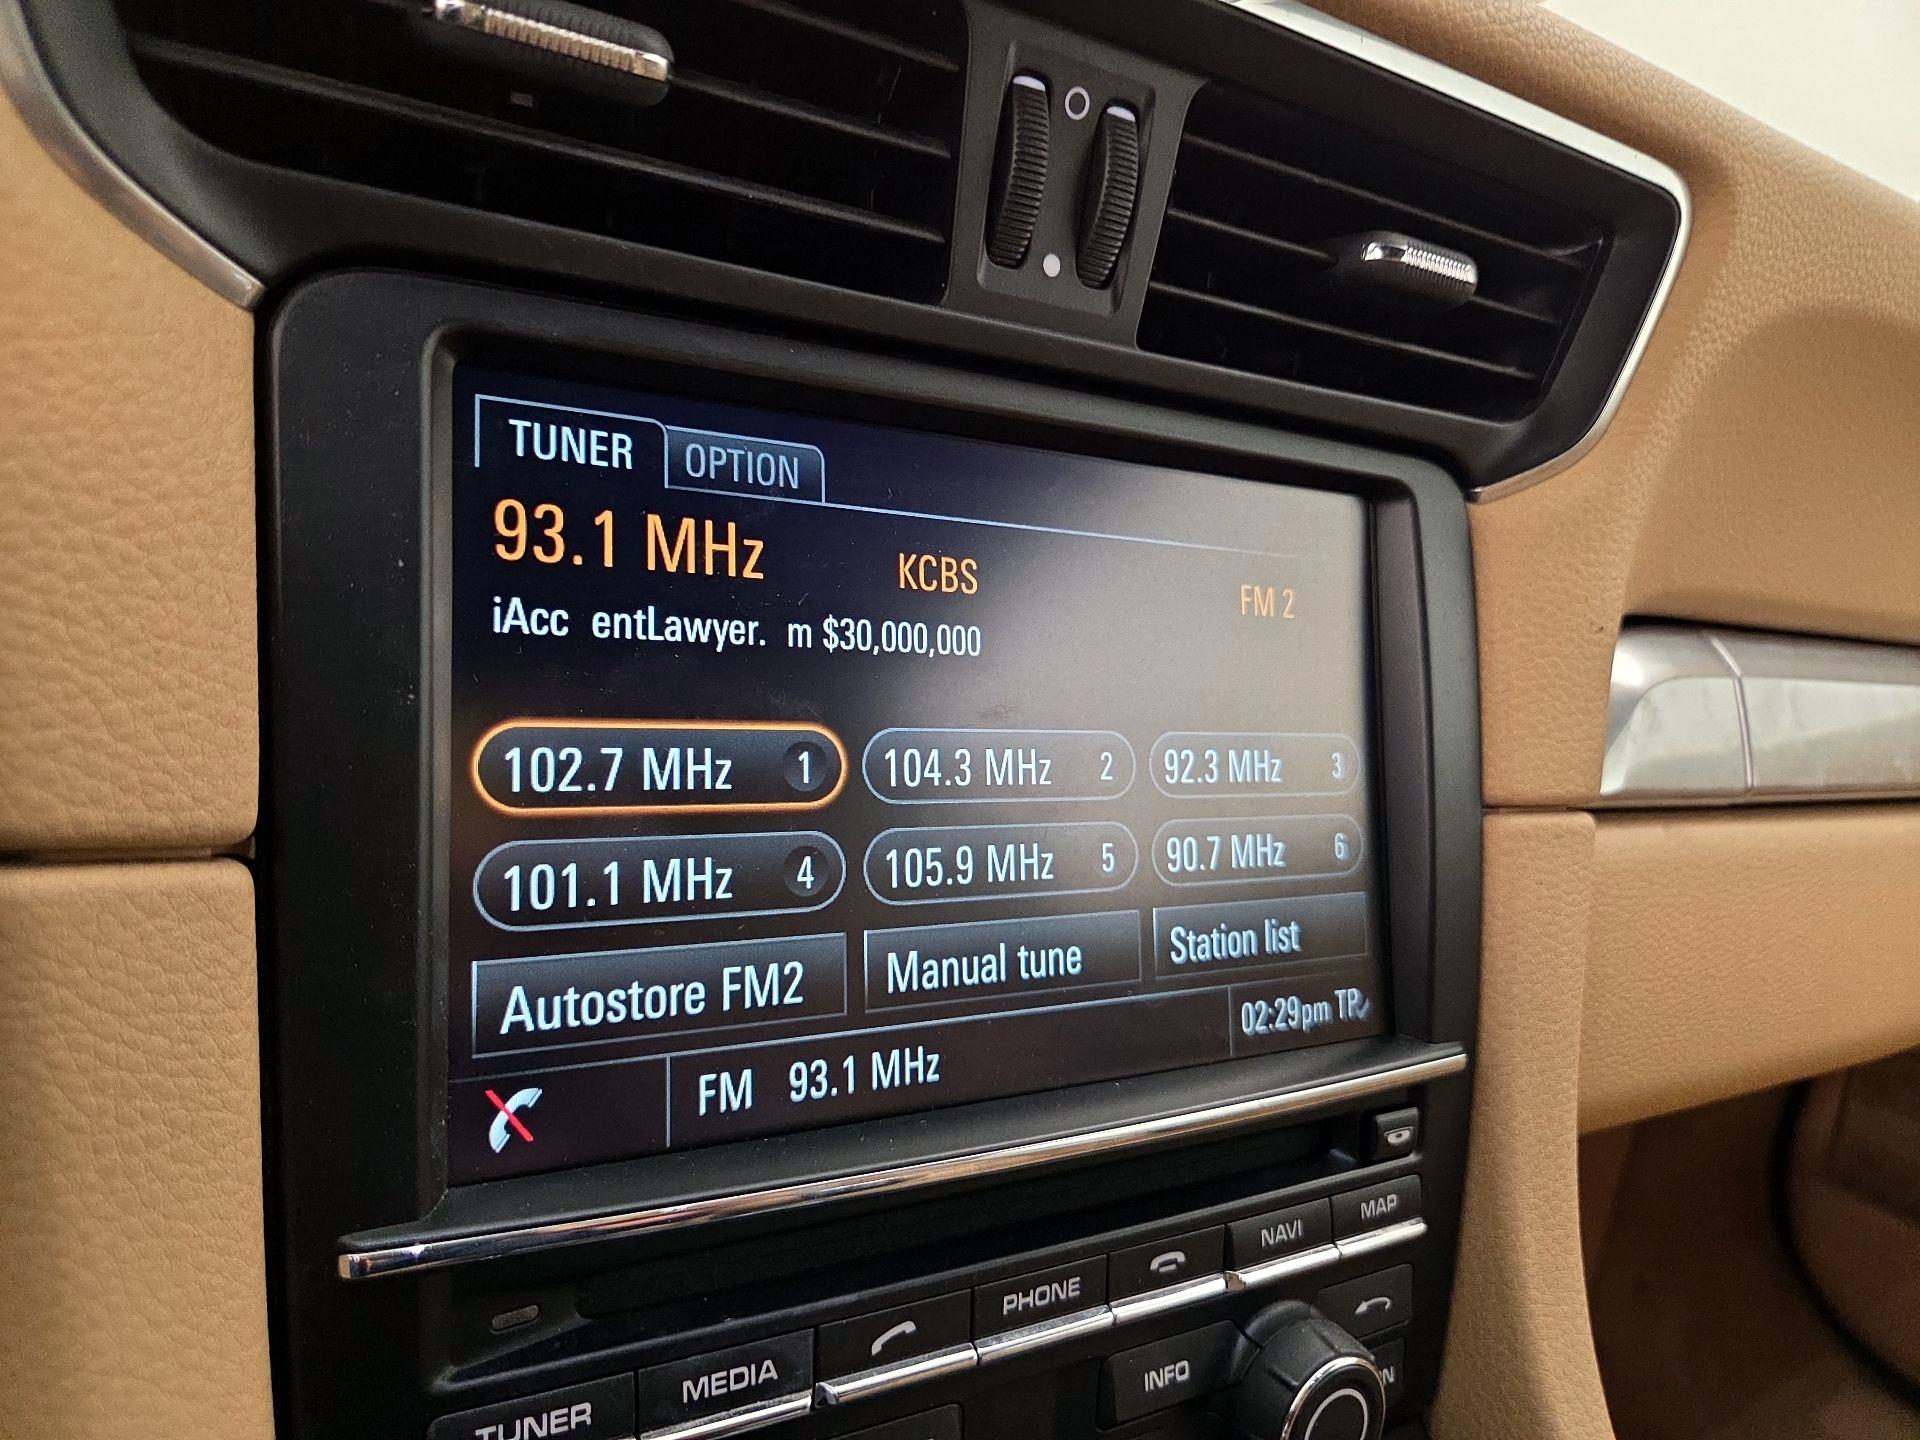 TUNER OPTION
93.1 MHz KCBS FM 2
iAcc entLawyer. m $30,000,000
102.7 MHz 1 104.3 MHz 2 92.3 MHz 3
101.1 MHz 4 105.9 MHz 5 90.7 MHz 6
Autostore FM2 Manual tune Station list
FM 93.1 MHz 02:29pm TP
TUNER MEDIA PHONE NAVI MAP
INFO